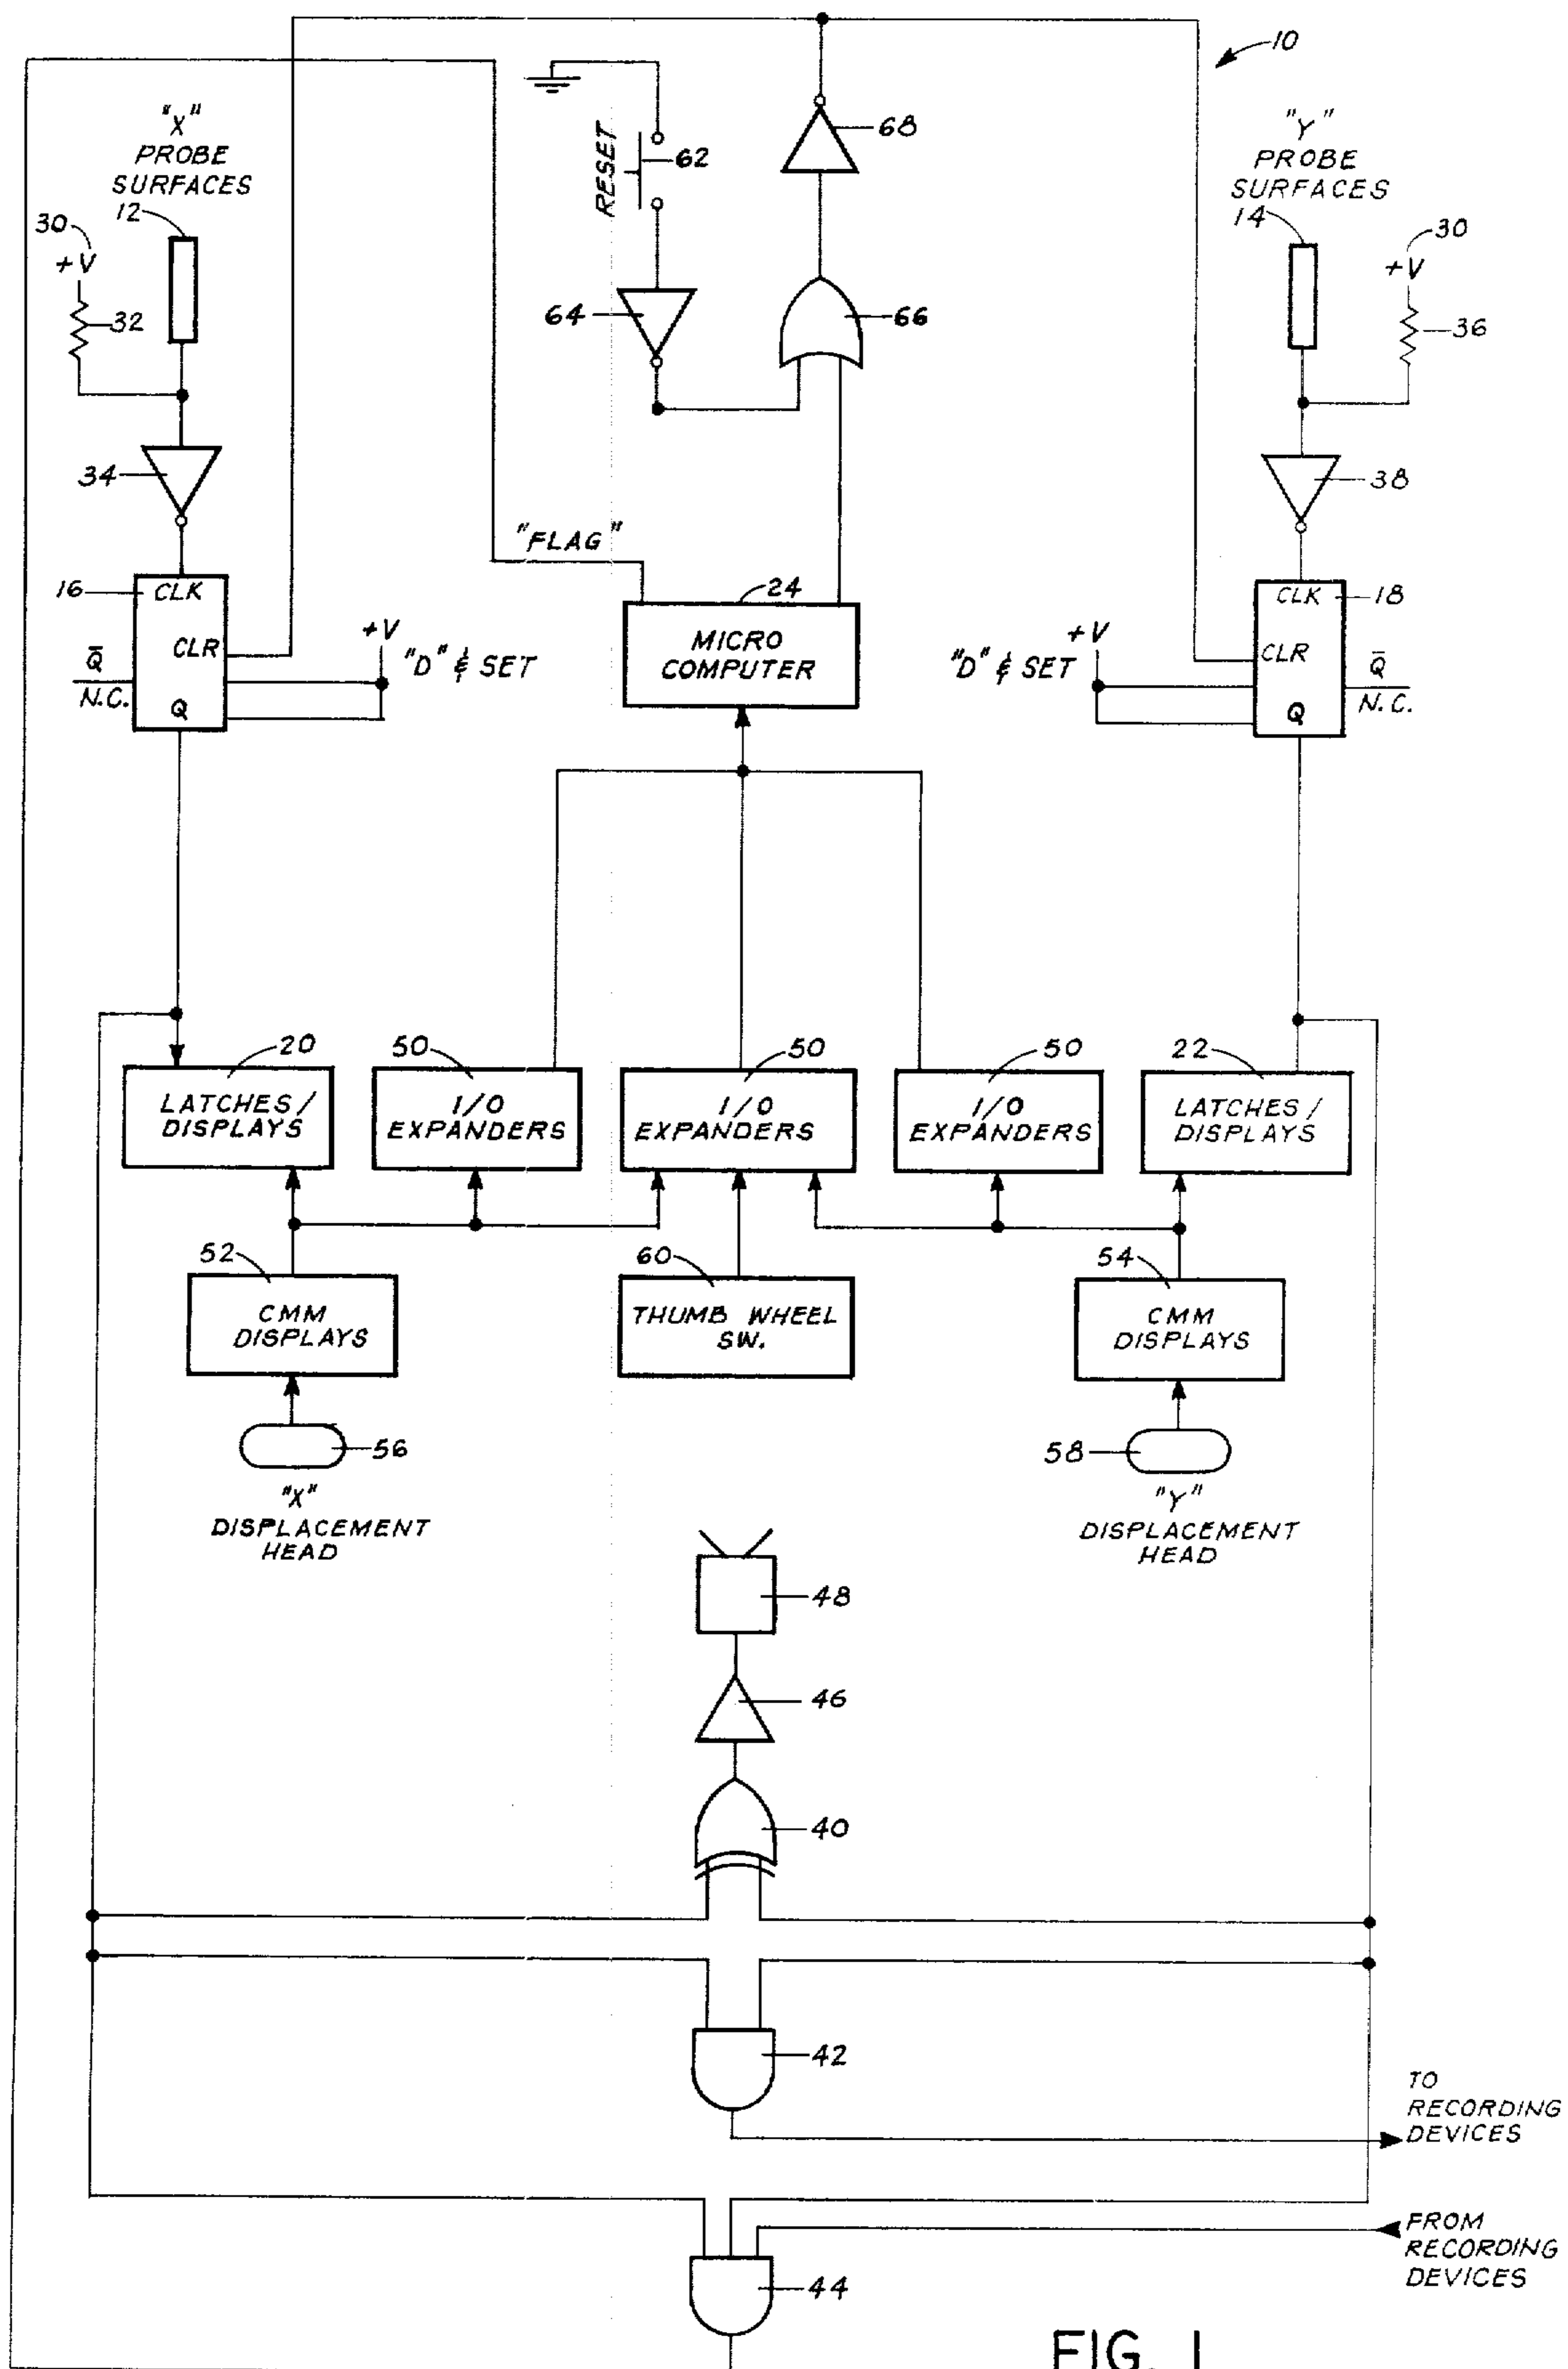 10
"X"
PROBE
SURFACES
12
30
+V
32
34
16
CLK
CLR
Q̄
N.C.
Q
+V
"D" & SET
RESET
62
68
64
66
"FLAG"
24
MICRO
COMPUTER
"Y"
PROBE
SURFACES
14
30
+V
36
38
CLK
18
CLR
Q̄
N.C.
Q
+V
"D" & SET
20
LATCHES/
DISPLAYS
50
I/O
EXPANDERS
50
I/O
EXPANDERS
50
I/O
EXPANDERS
22
LATCHES/
DISPLAYS
52
CMM
DISPLAYS
60
THUMB WHEEL
SW.
54
CMM
DISPLAYS
56
"X"
DISPLACEMENT
HEAD
58
"Y"
DISPLACEMENT
HEAD
48
46
40
42
TO
RECORDING
DEVICES
FROM
RECORDING
DEVICES
44
FIG. 1